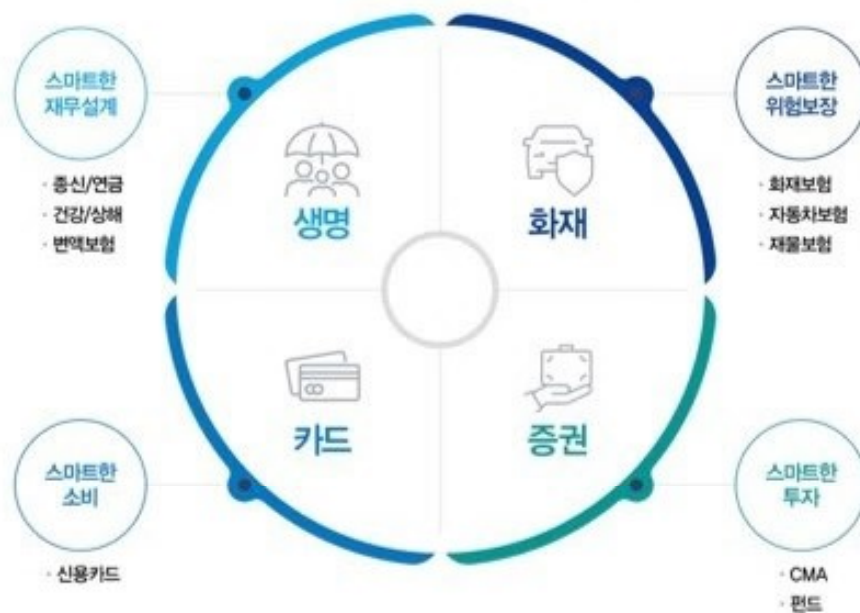 스마트한
재무설계
· 종신/연금
· 건강/상해
· 변액보험
생명
화재
스마트한
위험보장
· 화재보험
· 자동차보험
· 재물보험
스마트한
소비
· 신용카드
카드
증권
스마트한
투자
· CMA
· 펀드